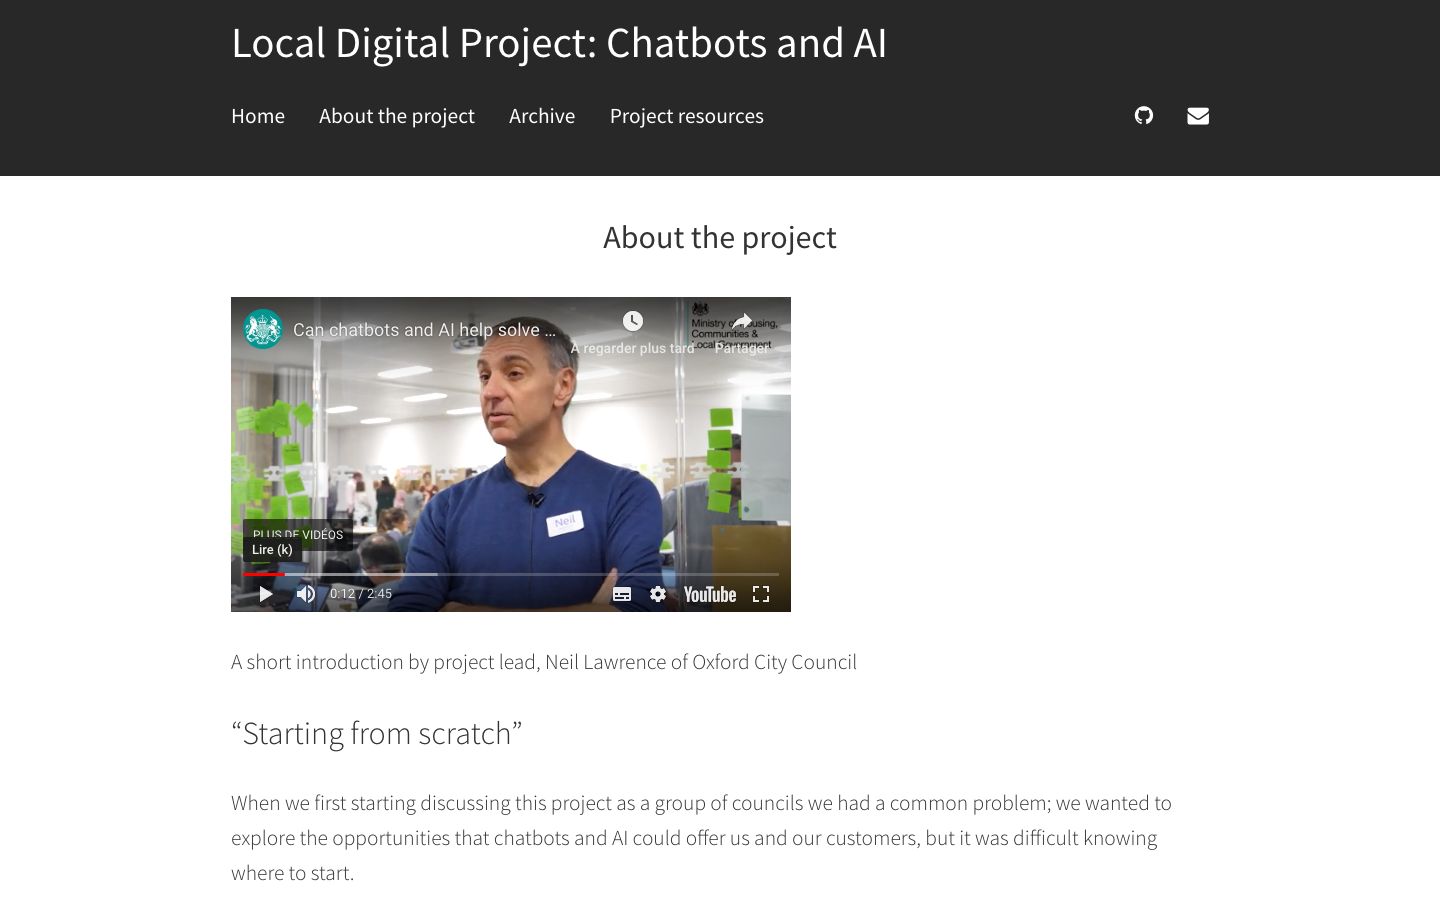 Local Digital Project: Chatbots and AI
Home About the project Archive Project resources
About the project
Can chatbots and AI help solve ...
Ministry of Housing,
Communities &
Local Government
À regarder plus tard Partager
Neil
PLUS DE VIDÉOS
Lire (k)
0:12 / 2:45 YouTube
A short introduction by project lead, Neil Lawrence of Oxford City Council
“Starting from scratch”
When we first starting discussing this project as a group of councils we had a common problem; we wanted to
explore the opportunities that chatbots and AI could offer us and our customers, but it was difficult knowing
where to start.